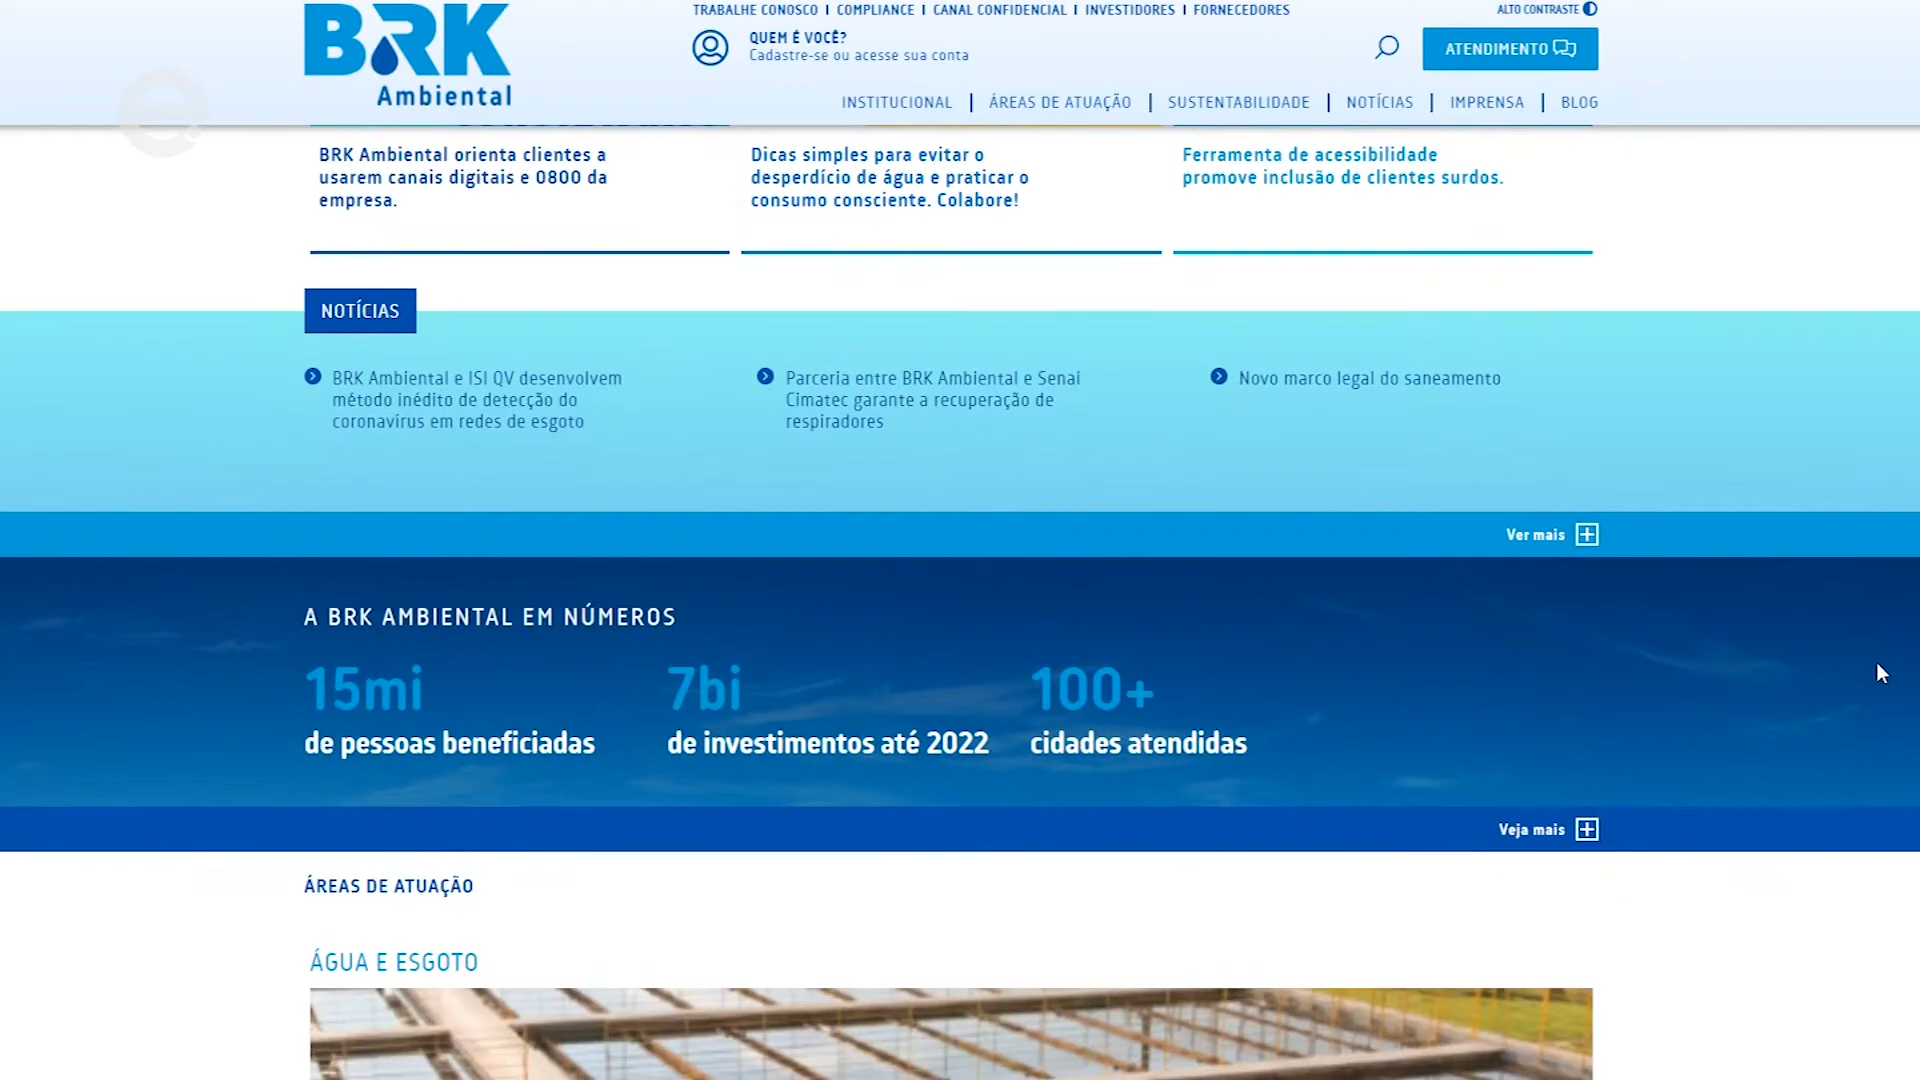 BRK
Ambiental
TRABALHE CONOSCO I COMPLIANCE I CANAL CONFIDENCIAL I INVESTIDORES I FORNECEDORES
ALTO CONTRASTE
QUEM É VOCÊ?
Cadastre-se ou acesse sua conta
ATENDIMENTO
INSTITUCIONAL | ÁREAS DE ATUAÇÃO | SUSTENTABILIDADE | NOTÍCIAS | IMPRENSA | BLOG
BRK Ambiental orienta clientes a
usarem canais digitais e 0800 da
empresa.
Dicas simples para evitar o
desperdício de água e praticar o
consumo consciente. Colabore!
Ferramenta de acessibilidade
promove inclusão de clientes surdos.
NOTÍCIAS
BRK Ambiental e ISI QV desenvolvem
método inédito de detecção do
coronavírus em redes de esgoto
Parceria entre BRK Ambiental e Senai
Cimatec garante a recuperação de
respiradores
Novo marco legal do saneamento
Ver mais
A BRK AMBIENTAL EM NÚMEROS
15mi
de pessoas beneficiadas
7bi
de investimentos até 2022
100+
cidades atendidas
Veja mais
ÁREAS DE ATUAÇÃO
ÁGUA E ESGOTO